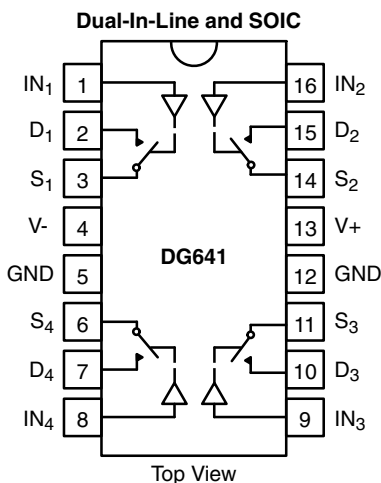 Dual-In-Line and SOIC
IN1 1 16 IN2
D1 2 15 D2
S1 3 14 S2
V- 4 13 V+
DG641
GND 5 12 GND
S4 6 11 S3
D4 7 10 D3
IN4 8 9 IN3
Top View